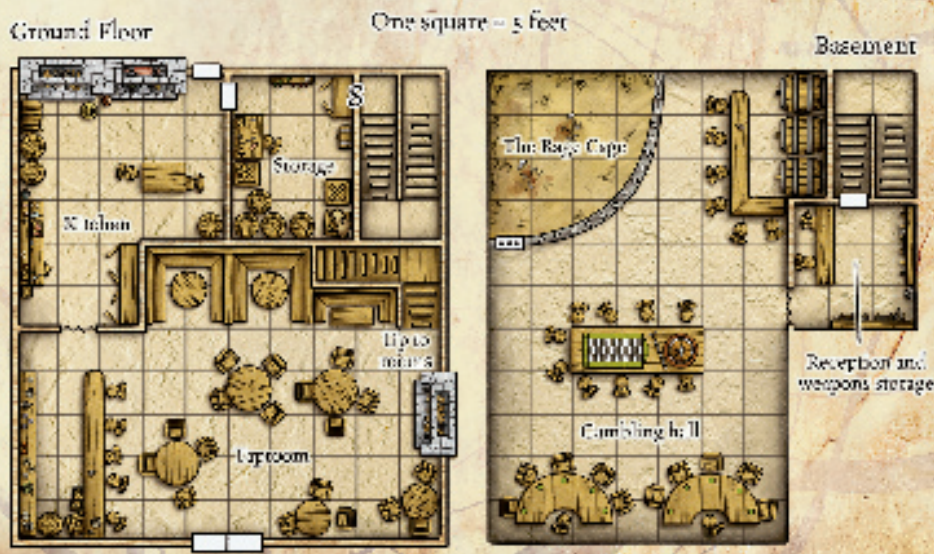 Ground Floor
One square = 5 feet
Basement
S
Storage
The Rage Cage
Kitchen
Up to
rooms
Reception and
weapons storage
Gambling hall
Taproom